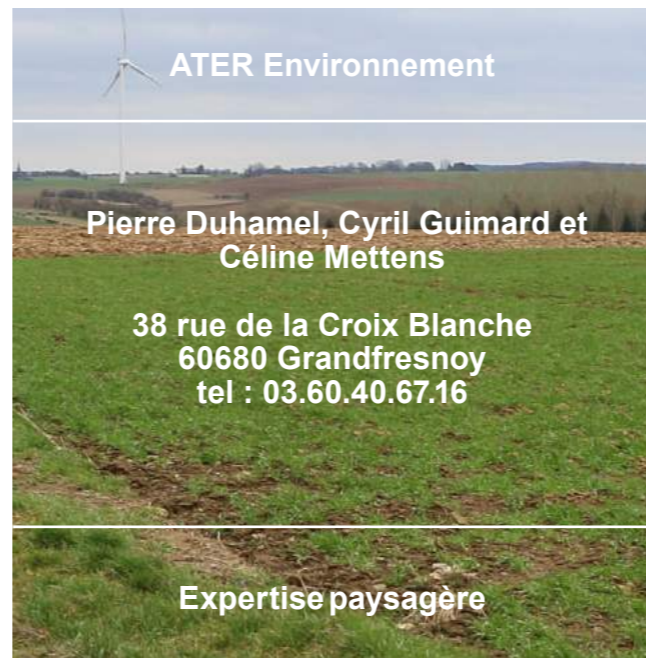 ATER Environnement
Pierre Duhamel, Cyril Guimard et
Céline Mettens
38 rue de la Croix Blanche
60680 Grandfresnoy
tel : 03.60.40.67.16
Expertise paysagère